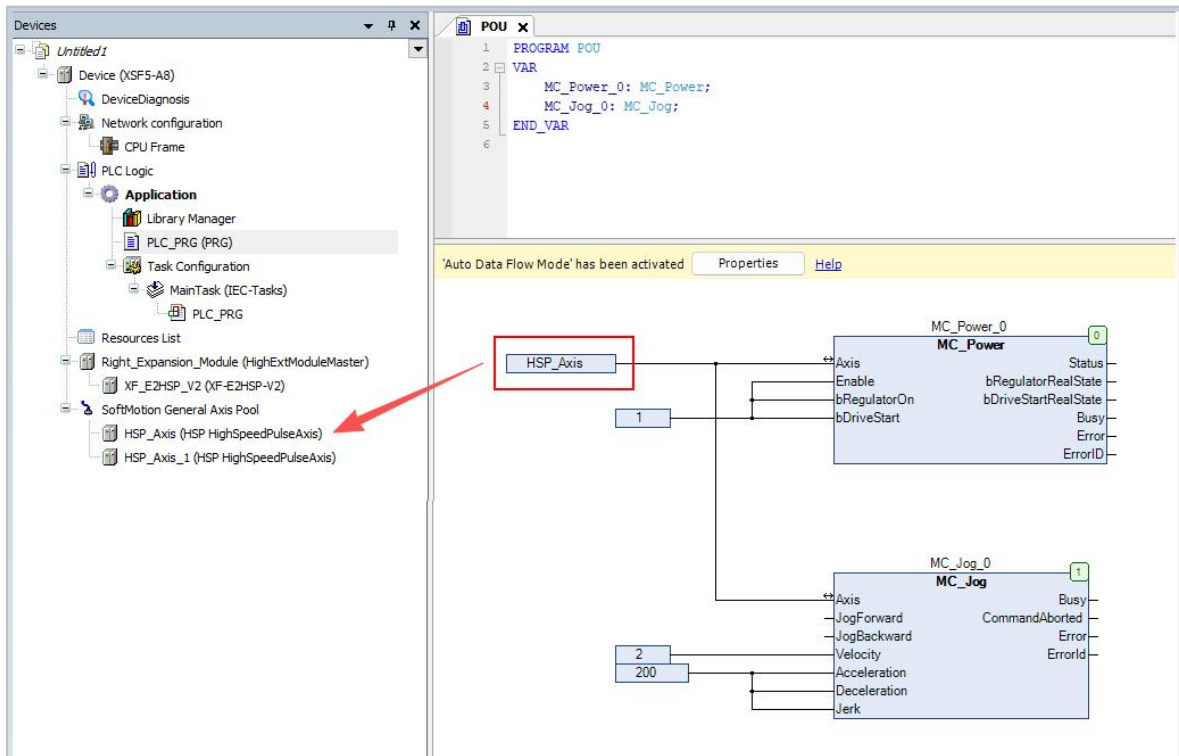 Devices
Untitled1
Device (XSF5-A8)
DeviceDiagnosis
Network configuration
CPU Frame
PLC Logic
Application
Library Manager
PLC_PRG (PRG)
Task Configuration
MainTask (IEC-Tasks)
PLC_PRG
Resources List
Right_Expansion_Module (HighExtModuleMaster)
XF_E2HSP_V2 (XF-E2HSP-V2)
SoftMotion General Axis Pool
HSP_Axis (HSP HighSpeedPulseAxis)
HSP_Axis_1 (HSP HighSpeedPulseAxis)
POU
1 PROGRAM POU
2 VAR
3 MC_Power_0: MC_Power;
4 MC_Jog_0: MC_Jog;
5 END_VAR
6
'Auto Data Flow Mode' has been activated Properties Help
HSP_Axis
1
MC_Power_0
0
MC_Power
Axis Status
Enable bRegulatorRealState
bRegulatorOn bDriveStartRealState
bDriveStart Busy
Error
ErrorID
MC_Jog_0
1
MC_Jog
Axis Busy
JogForward CommandAborted
JogBackward Error
2 Velocity ErrorId
200 Acceleration
Deceleration
Jerk